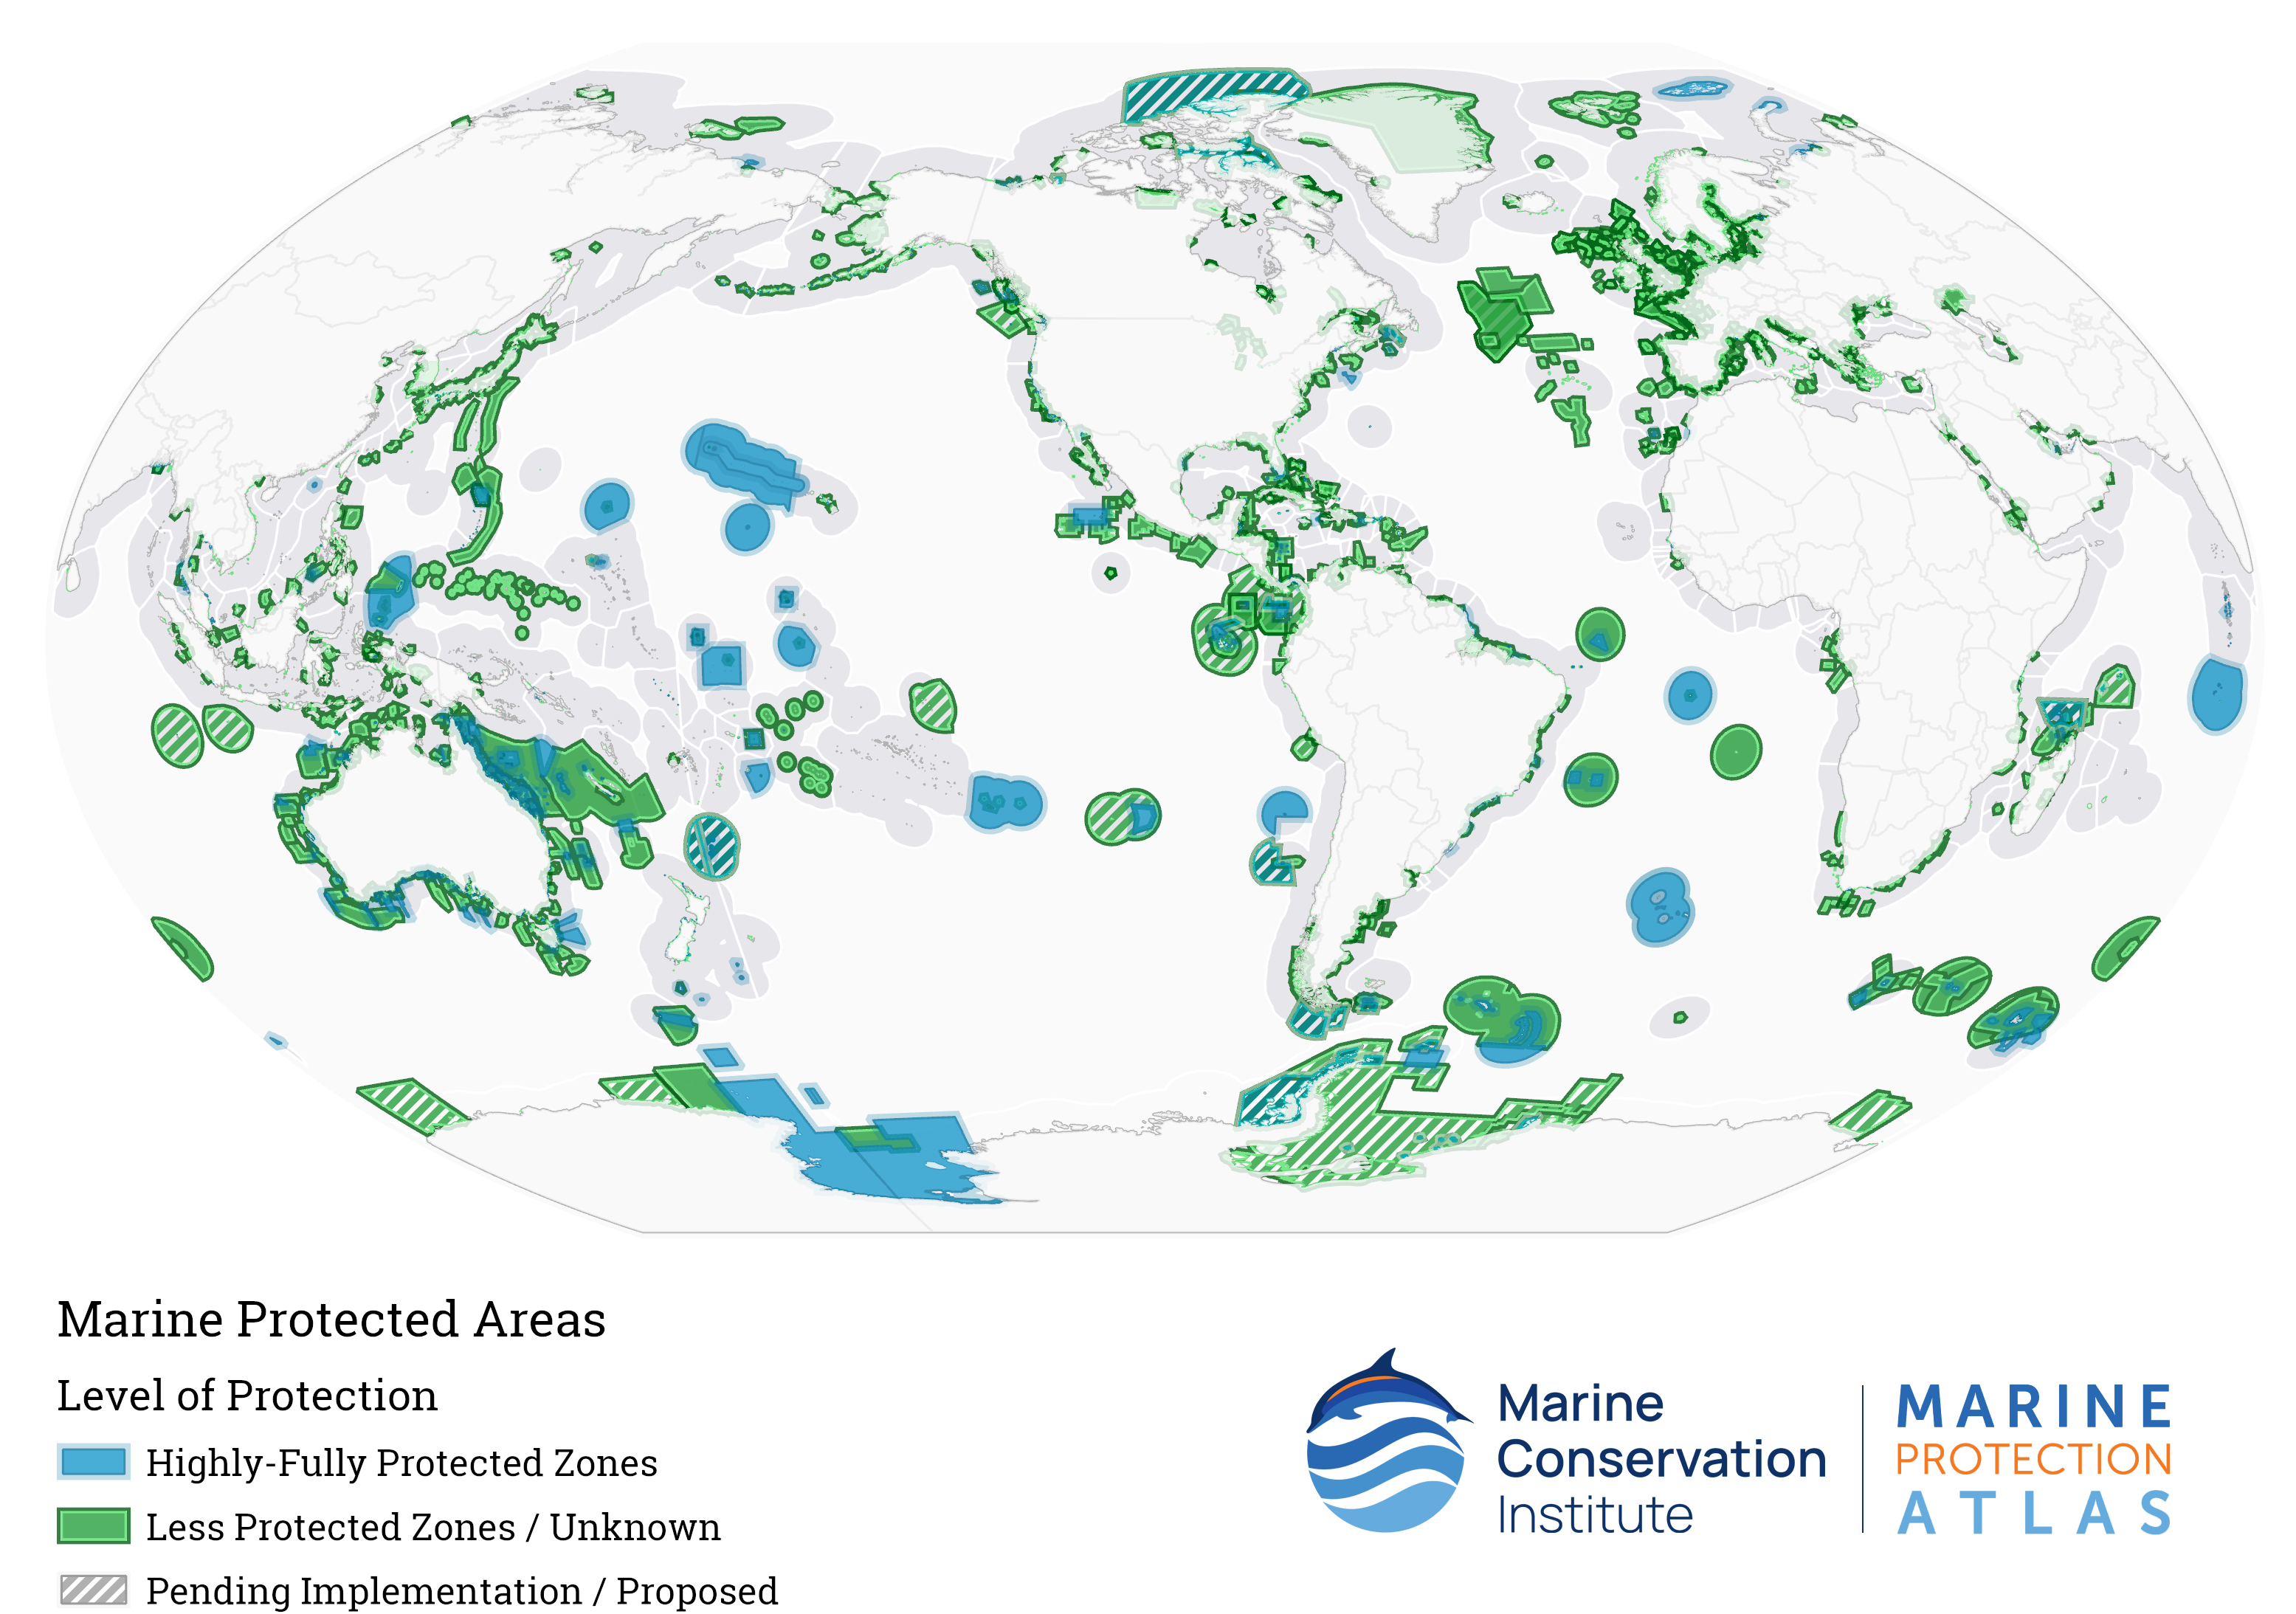 Marine Protected Areas
Level of Protection
Highly-Fully Protected Zones
Less Protected Zones / Unknown
Pending Implementation / Proposed
Marine
Conservation
Institute
MARINE
PROTECTION
ATLAS